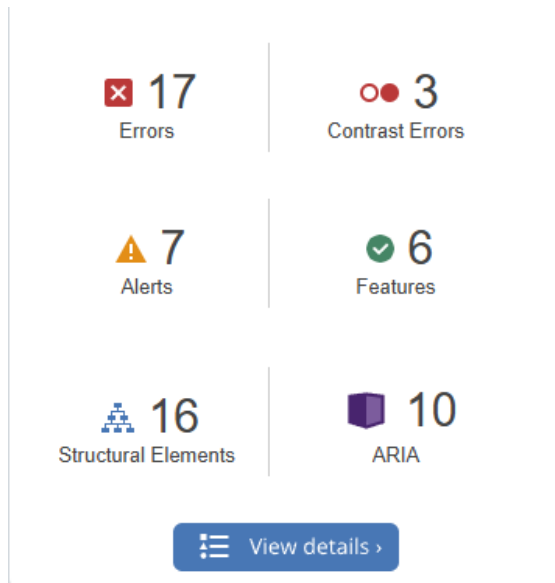 17
Errors
3
Contrast Errors
7
Alerts
6
Features
16
Structural Elements
10
ARIA
View details ›